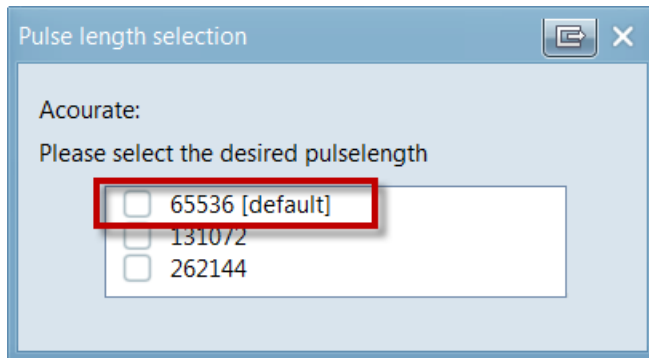 Pulse length selection
Acourate:
Please select the desired pulselength
65536 [default]
131072
262144